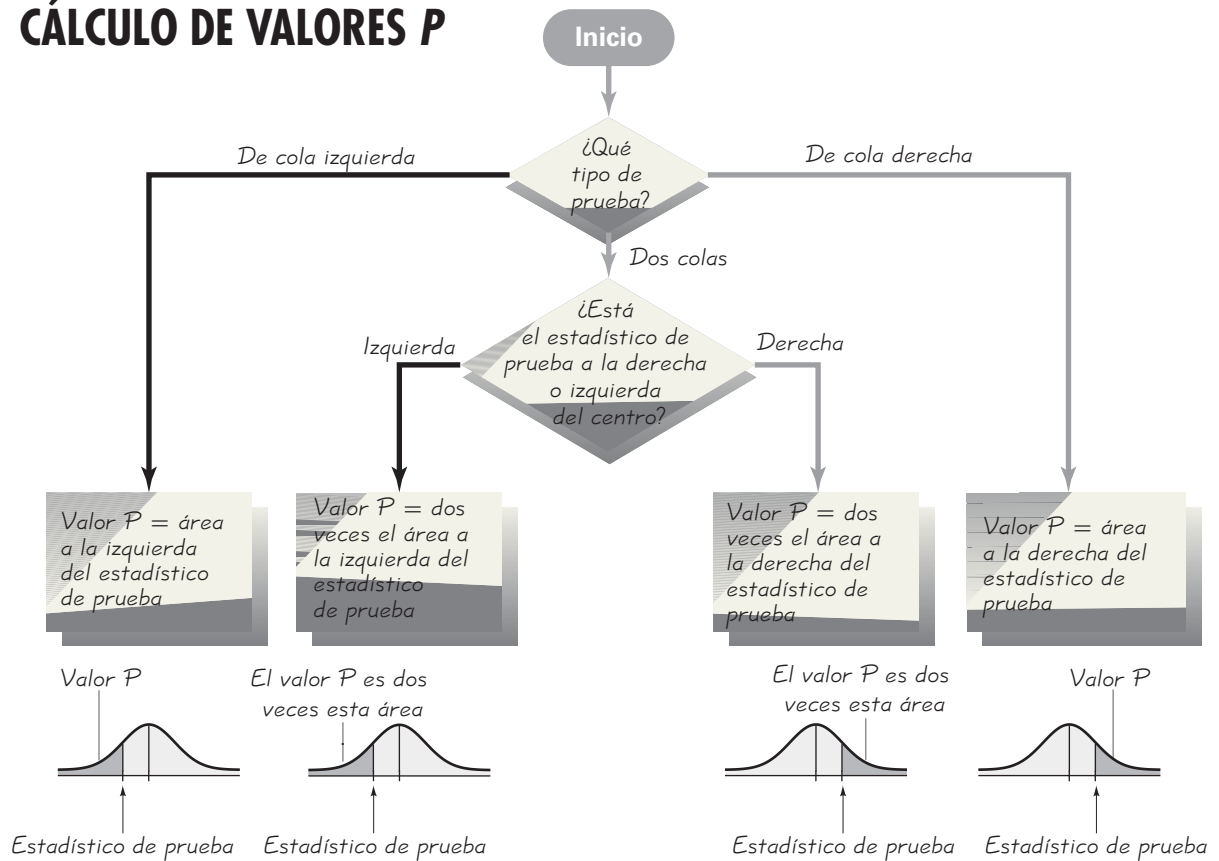 CÁLCULO DE VALORES P
Inicio
¿Qué
tipo de
prueba?
De cola izquierda
De cola derecha
Dos colas
¿Está
el estadístico de
prueba a la derecha
o izquierda
del centro?
Izquierda
Derecha
Valor P = área
a la izquierda
del estadístico
de prueba
Valor P = dos
veces el área a
la izquierda del
estadístico
de prueba
Valor P = dos
veces el área a
la derecha del
estadístico de
prueba
Valor P = área
a la derecha del
estadístico de
prueba
Valor P
El valor P es dos
veces esta área
El valor P es dos
veces esta área
Valor P
Estadístico de prueba
Estadístico de prueba
Estadístico de prueba
Estadístico de prueba